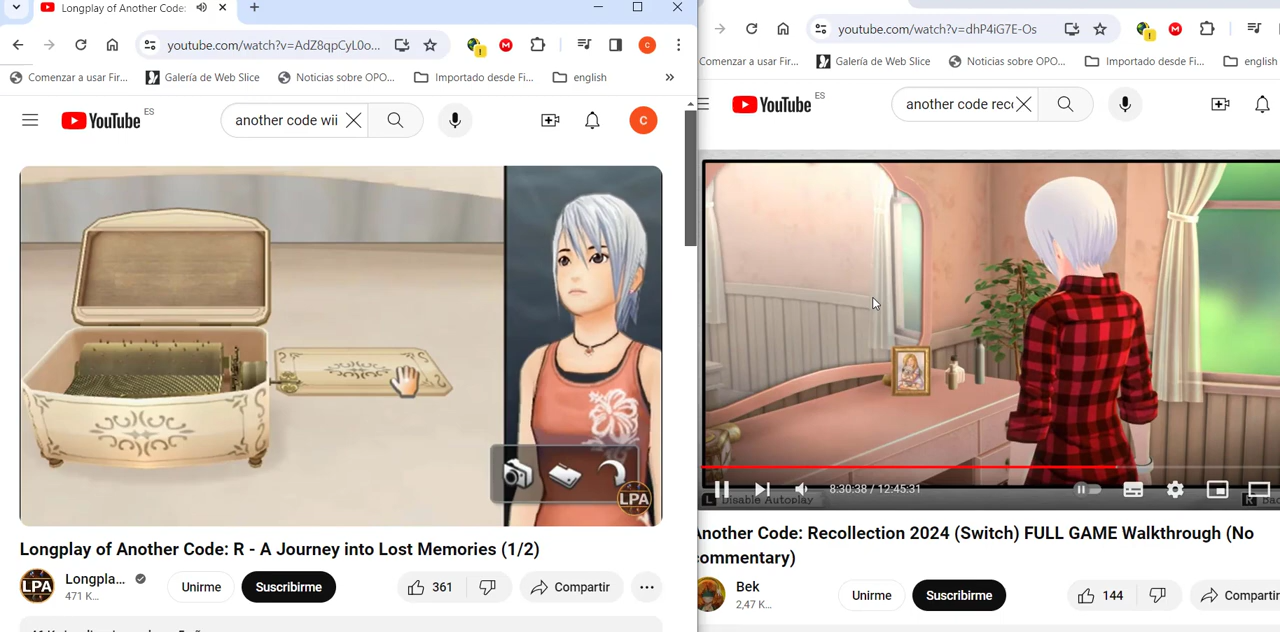 Longplay of Another Code:
youtube.com/watch?v=AdZ8qpCyL0o...
C
Comenzar a usar Fir...
Galería de Web Slice
Noticias sobre OPO...
Importado desde Fi...
english
»
YouTube ES
another code wii
C
LPA
Longplay of Another Code: R - A Journey into Lost Memories (1/2)
LPA
Longpla...
471 K...
Unirme
Suscribirme
361
Compartir
youtube.com/watch?v=dhP4iG7E-Os
Comenzar a usar Fir...
Galería de Web Slice
Noticias sobre OPO...
Importado desde Fi...
english
YouTube ES
another code rec
8:30:38 / 12:45:31
L Disable Autoplay
R
Another Code: Recollection 2024 (Switch) FULL GAME Walkthrough (No
commentary)
Bek
2,47 K...
Unirme
Suscribirme
144
Compartir